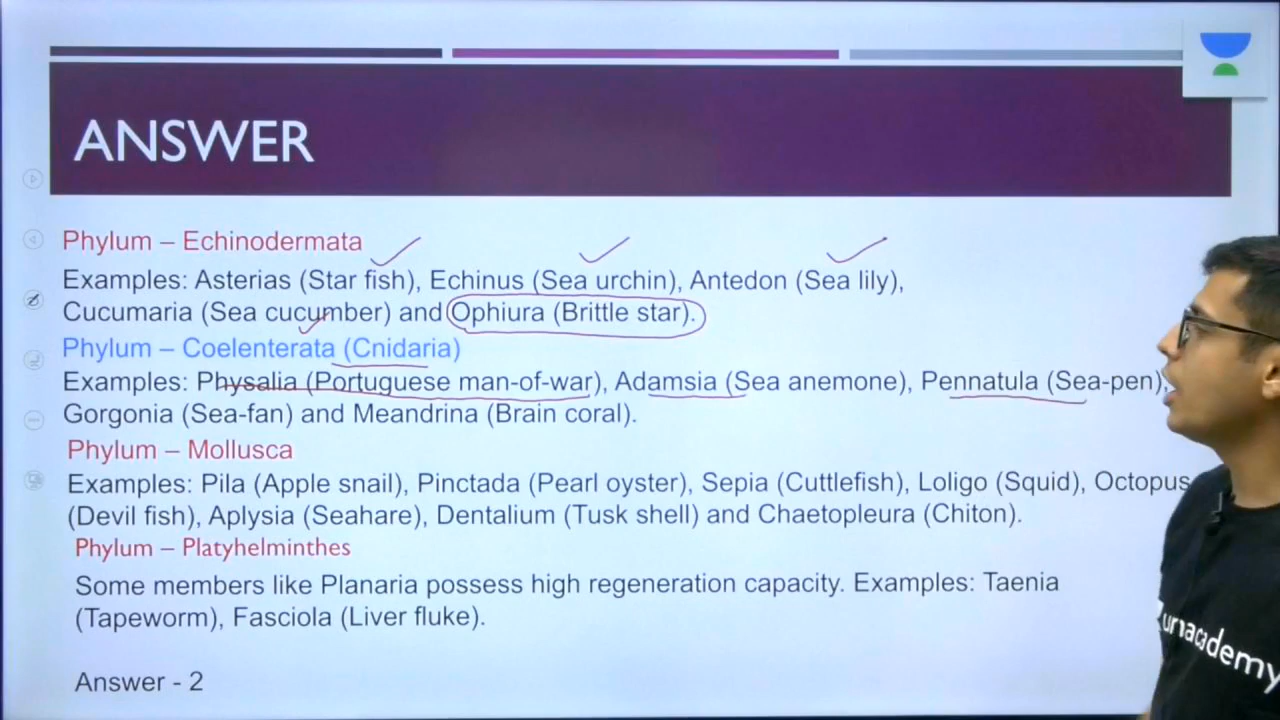 ANSWER
Phylum – Echinodermata
Examples: Asterias (Star fish), Echinus (Sea urchin), Antedon (Sea lily),
Cucumaria (Sea cucumber) and Ophiura (Brittle star).
Phylum – Coelenterata (Cnidaria)
Examples: Physalia (Portuguese man-of-war), Adamsia (Sea anemone), Pennatula (Sea-pen),
Gorgonia (Sea-fan) and Meandrina (Brain coral).
Phylum – Mollusca
Examples: Pila (Apple snail), Pinctada (Pearl oyster), Sepia (Cuttlefish), Loligo (Squid), Octopus
(Devil fish), Aplysia (Seahare), Dentalium (Tusk shell) and Chaetopleura (Chiton).
Phylum – Platyhelminthes
Some members like Planaria possess high regeneration capacity. Examples: Taenia
(Tapeworm), Fasciola (Liver fluke).
Answer - 2
unacademy